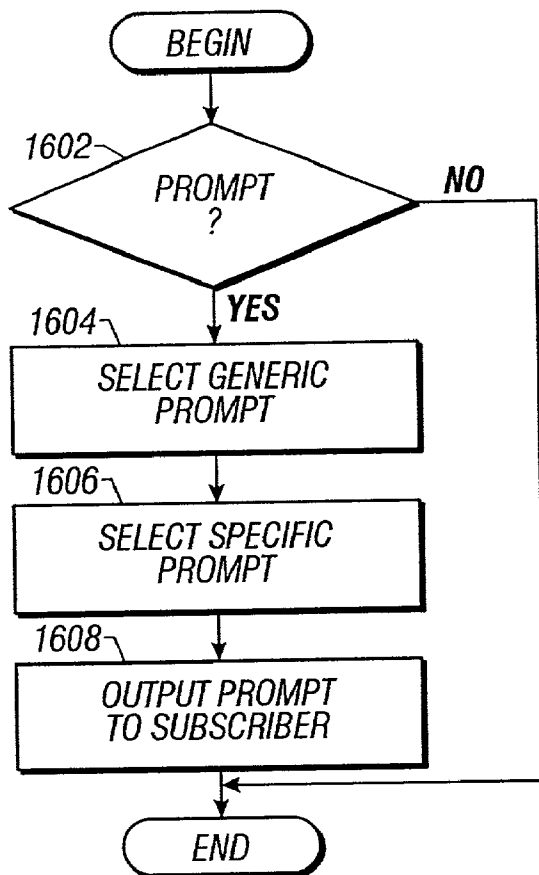 BEGIN
1602
PROMPT
?
NO
YES
1604
SELECT GENERIC
PROMPT
1606
SELECT SPECIFIC
PROMPT
1608
OUTPUT PROMPT
TO SUBSCRIBER
END